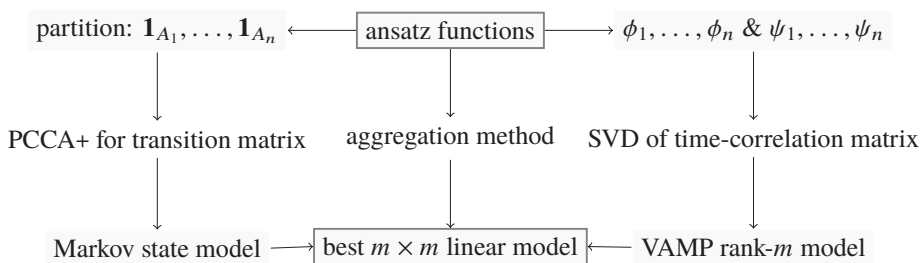 partition: 𝟏_{A_1}, . . . , 𝟏_{A_n} ansatz functions ϕ_1, . . . , ϕ_n & ψ_1, . . . , ψ_n
PCCA+ for transition matrix aggregation method SVD of time-correlation matrix
Markov state model best m × m linear model VAMP rank-m model